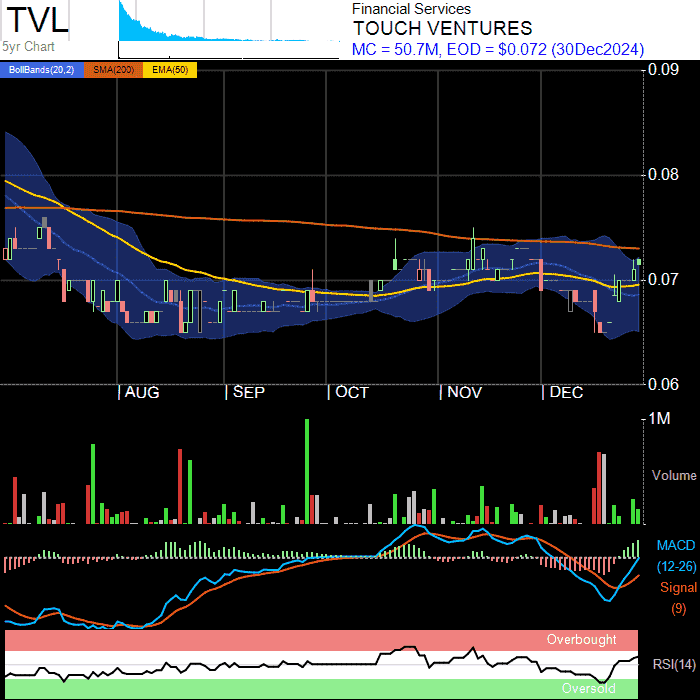 TVL
5yr Chart
Financial Services
TOUCH VENTURES
MC = 50.7M, EOD = $0.072 (30Dec2024)
BollBands(20,2) SMA(200) EMA(50)
0.09
0.08
0.07
0.06
AUG SEP OCT NOV DEC
1M
Volume
MACD
(12-26)
Signal
(9)
Overbought
RSI(14)
Oversold